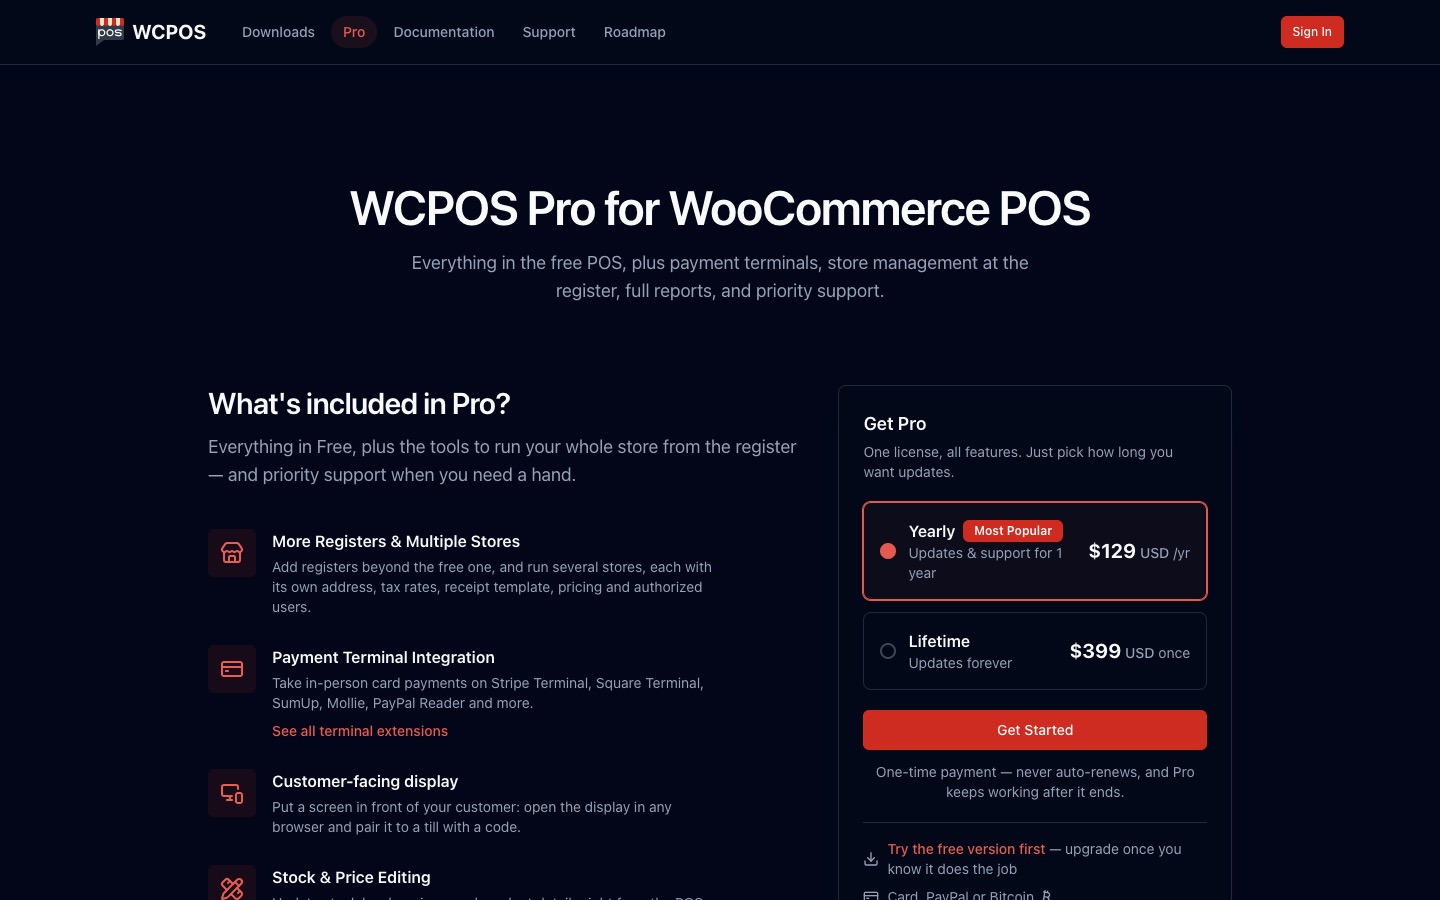 pos WCPOS Downloads Pro Documentation Support Roadmap Sign In
WCPOS Pro for WooCommerce POS
Everything in the free POS, plus payment terminals, store management at the
register, full reports, and priority support.
What's included in Pro?
Everything in Free, plus the tools to run your whole store from the register
— and priority support when you need a hand.
More Registers & Multiple Stores
Add registers beyond the free one, and run several stores, each with
its own address, tax rates, receipt template, pricing and authorized
users.
Payment Terminal Integration
Take in-person card payments on Stripe Terminal, Square Terminal,
SumUp, Mollie, PayPal Reader and more.
See all terminal extensions
Customer-facing display
Put a screen in front of your customer: open the display in any
browser and pair it to a till with a code.
Stock & Price Editing
Get Pro
One license, all features. Just pick how long you
want updates.
Yearly Most Popular
Updates & support for 1
year
$129 USD /yr
Lifetime
Updates forever
$399 USD once
Get Started
One-time payment — never auto-renews, and Pro
keeps working after it ends.
Try the free version first — upgrade once you
know it does the job
Card, PayPal or Bitcoin